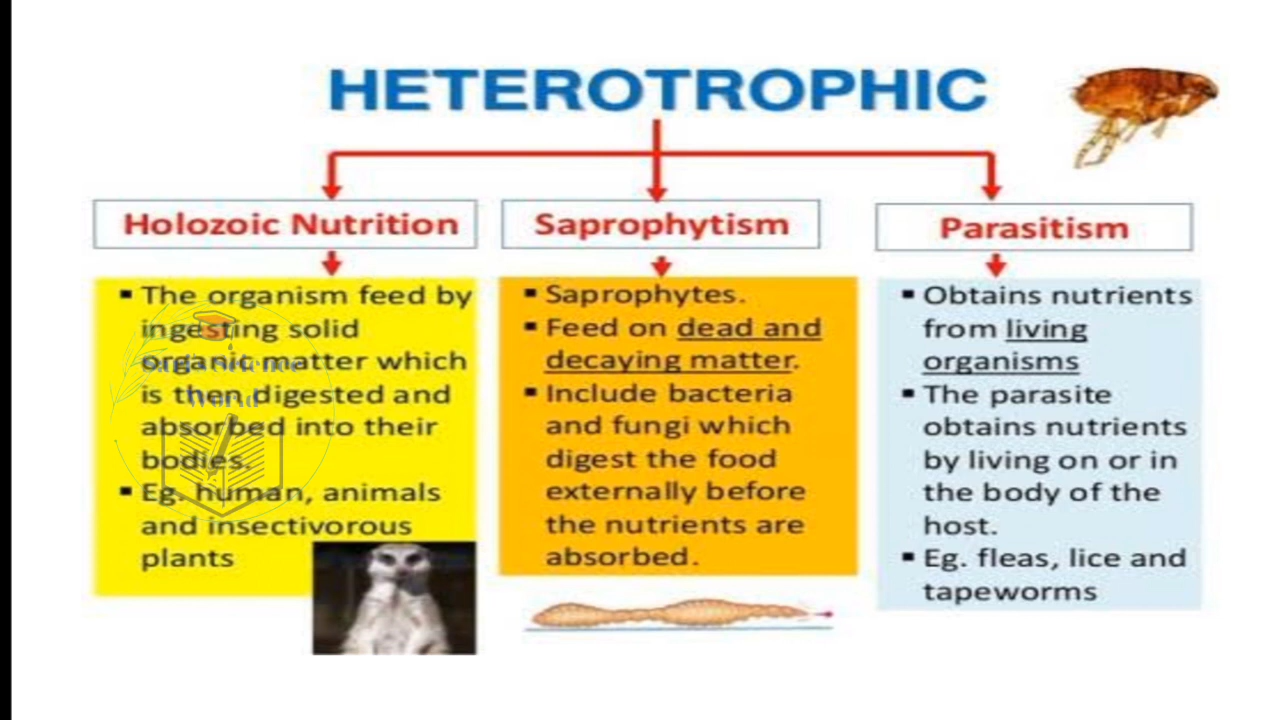 HETEROTROPHIC
Holozoic Nutrition
▪ The organism feed by
ingesting solid
organic matter which
is then digested and
absorbed into their
bodies.
▪ Eg. human, animals
and insectivorous
plants
Saprophytism
▪ Saprophytes.
▪ Feed on dead and
decaying matter.
▪ Include bacteria
and fungi which
digest the food
externally before
the nutrients are
absorbed.
Parasitism
▪ Obtains nutrients
from living
organisms
▪ The parasite
obtains nutrients
by living on or in
the body of the
host.
▪ Eg. fleas, lice and
tapeworms
World